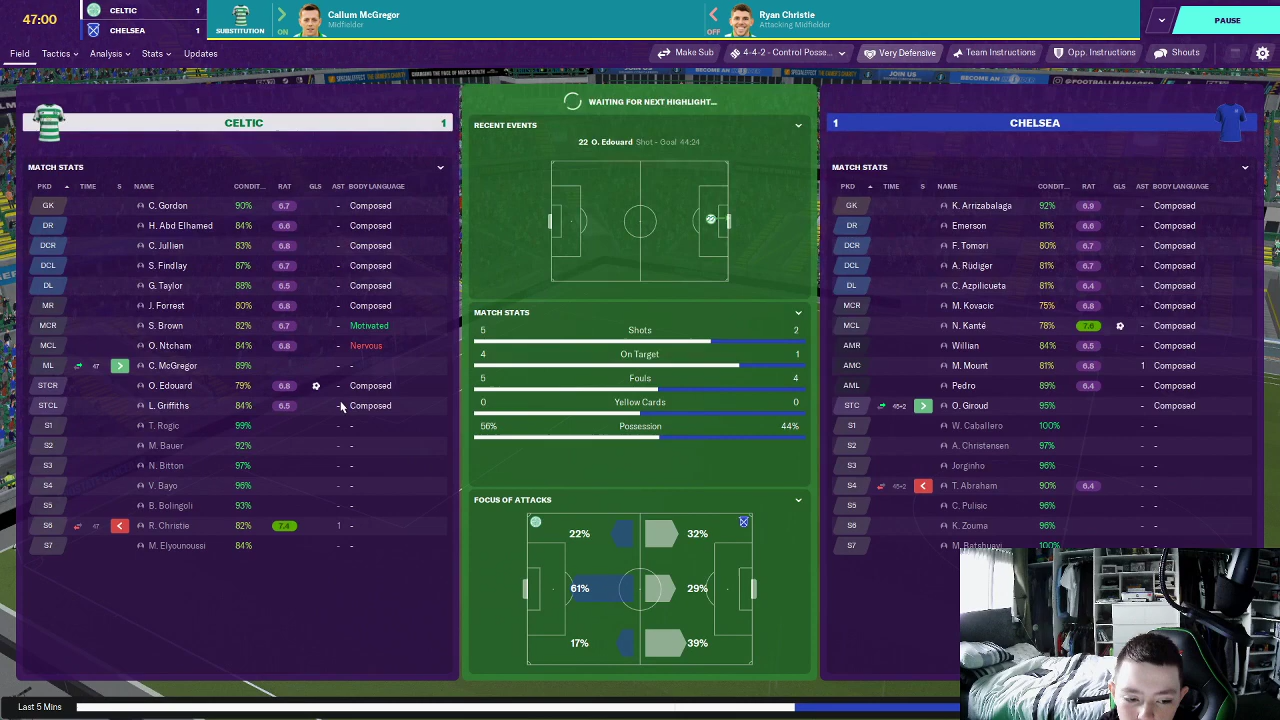 47:00
CELTIC 1
CHELSEA 1
SUBSTITUTION
ON
Callum McGregor
Midfielder
OFF
Ryan Christie
Attacking Midfielder
PAUSE
Field Tactics Analysis Stats Updates
Make Sub 4-4-2 - Control Posse... Very Defensive Team Instructions Opp. Instructions Shouts
JOIN US
CELTIC 1
MATCH STATS
PKD TIME S NAME CONDIT... RAT GLS AST BODY LANGUAGE
GK C. Gordon 90% 6.7 - Composed
DR H. Abd Elhamed 84% 6.6 - Composed
DCR C. Jullien 83% 6.8 - Composed
DCL S. Findlay 87% 6.7 - Composed
DL G. Taylor 88% 6.5 - Composed
MR J. Forrest 80% 6.8 - Composed
MCR S. Brown 82% 6.7 - Motivated
MCL O. Ntcham 84% 6.8 - Nervous
ML 47 C. McGregor 89% - -
STCR O. Edouard 79% 6.8 - Composed
STCL L. Griffiths 84% 6.5 - Composed
S1 T. Rogic 99% - -
S2 M. Bauer 92% - -
S3 N. Bitton 97% - -
S4 V. Bayo 96% - -
S5 B. Bolingoli 93% - -
S6 47 R. Christie 82% 7.4 1 -
S7 M. Elyounoussi 84% - -
WAITING FOR NEXT HIGHLIGHT...
RECENT EVENTS
22 O. Edouard Shot - Goal 44:24
MATCH STATS
5 Shots 2
4 On Target 1
5 Fouls 4
0 Yellow Cards 0
56% Possession 44%
FOCUS OF ATTACKS
22% 32%
61% 29%
17% 39%
1 CHELSEA
MATCH STATS
PKD TIME S NAME CONDIT... RAT GLS AST BODY LANGUAGE
GK K. Arrizabalaga 92% 6.9 - Composed
DR Emerson 81% 6.6 - Composed
DCR F. Tomori 80% 6.7 - Composed
DCL A. Rüdiger 81% 6.7 - Composed
DL C. Azpilicueta 81% 6.4 - Composed
MCR M. Kovacic 75% 6.8 - Composed
MCL N. Kanté 78% 7.6 - Composed
AMR Willian 84% 6.5 - Composed
AMC M. Mount 81% 6.8 1 Composed
AML Pedro 89% 6.4 - Composed
STC 45+2 O. Giroud 95% - Composed
S1 W. Caballero 100% - -
S2 A. Christensen 97% - -
S3 Jorginho 96% - -
S4 45+2 T. Abraham 90% 6.4 - -
S5 C. Pulisic 96% - -
S6 K. Zouma 96% - -
S7 M. Batshuayi 100% - -
Last 5 Mins